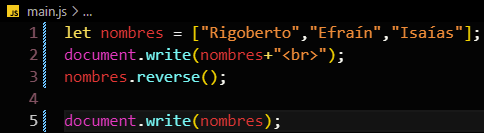 JS main.js > ...
1 let nombres = ["Rigoberto","Efraín","Isaías"];
2 document.write(nombres+"<br>");
3 nombres.reverse();
4
5 document.write(nombres);